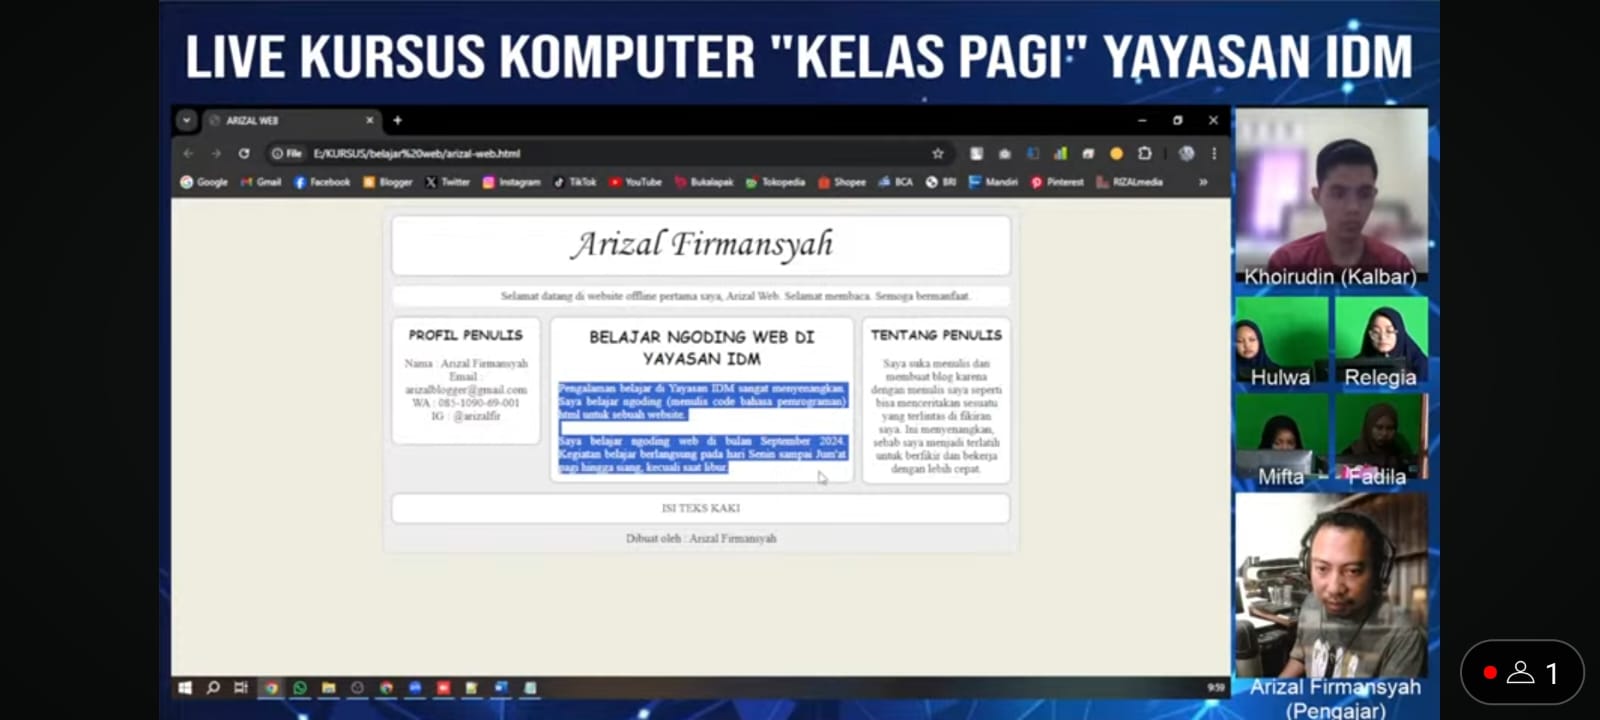 LIVE KURSUS KOMPUTER "KELAS PAGI" YAYASAN IDM
ARIZAL WEB
File
E:/KURSUS/belajar%20web/arizal-web.html
Google Gmail Facebook Blogger Twitter Instagram TikTok YouTube Bukalapak Tokopedia Shopee BCA BRI Mandiri Pinterest RIZALmedia
Arizal Firmansyah
Selamat datang di website offline pertama saya, Arizal Web. Selamat membaca. Semoga bermanfaat.
PROFIL PENULIS
Nama : Arizal Firmansyah
Email :
arizalblogger@gmail.com
WA : 085-1090-69-001
IG : @arizalfir
BELAJAR NGODING WEB DI
YAYASAN IDM
Pengalaman belajar di Yayasan IDM sangat menyenangkan.
Saya belajar ngoding (menulis code bahasa pemrograman)
html untuk sebuah website.
Saya belajar ngoding web di bulan September 2024.
Kegiatan belajar berlangsung pada hari Senin sampai Jum'at
pagi hingga siang, kecuali saat libur.
TENTANG PENULIS
Saya suka menulis dan
membuat blog karena
dengan menulis saya seperti
bisa menceritakan sesuatu
yang terlintas di fikiran
saya. Ini menyenangkan,
sebab saya menjadi terlatih
untuk berfikir dan bekerja
dengan lebih cepat.
ISI TEKS KAKI
Dibuat oleh : Arizal Firmansyah
9:59
Khoirudin (Kalbar)
Hulwa
Relegia
Mifta
Fadila
Arizal Firmansyah
(Pengajar)
1